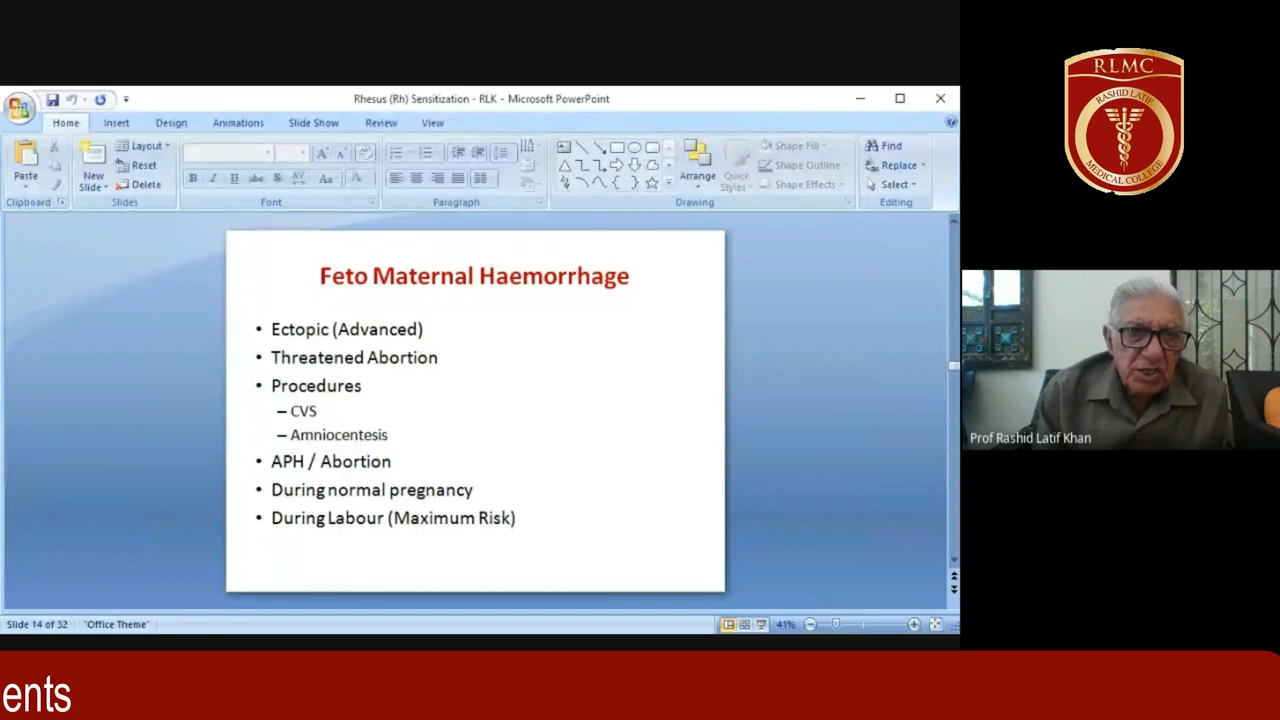 RLMC
RASHID LATIF
MEDICAL COLLEGE
Rhesus (Rh) Sensitization - RLK - Microsoft PowerPoint
Home Insert Design Animations Slide Show Review View
Paste
Clipboard
New Slide
Layout
Reset
Delete
Slides
B I U abc S AV Aa A
Font
Paragraph
Arrange
Quick Styles
Shape Fill
Shape Outline
Shape Effects
Drawing
Find
Replace
Select
Editing
Feto Maternal Haemorrhage
• Ectopic (Advanced)
• Threatened Abortion
• Procedures
– CVS
– Amniocentesis
• APH / Abortion
• During normal pregnancy
• During Labour (Maximum Risk)
Prof Rashid Latif Khan
Slide 14 of 32 "Office Theme" 41%
ents